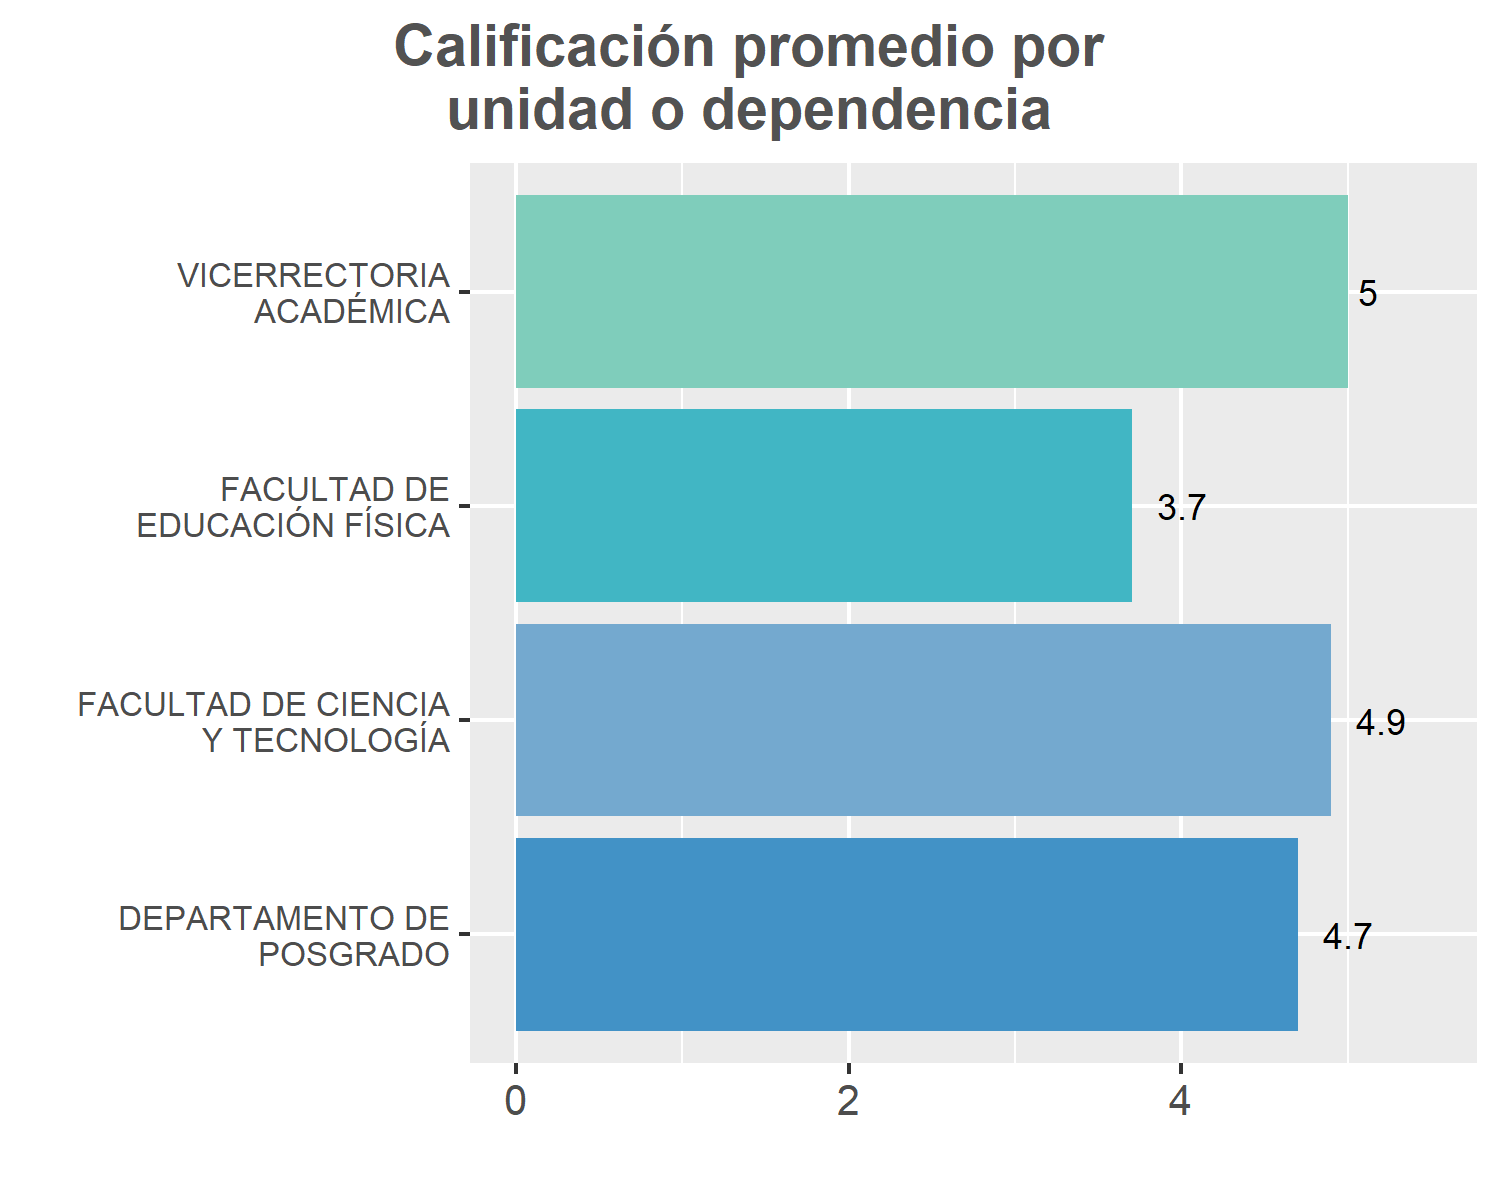 Calificación promedio por
unidad o dependencia
VICERRECTORIA
ACADÉMICA
5
FACULTAD DE
EDUCACIÓN FÍSICA
3.7
FACULTAD DE CIENCIA
Y TECNOLOGÍA
4.9
DEPARTAMENTO DE
POSGRADO
4.7
0 2 4